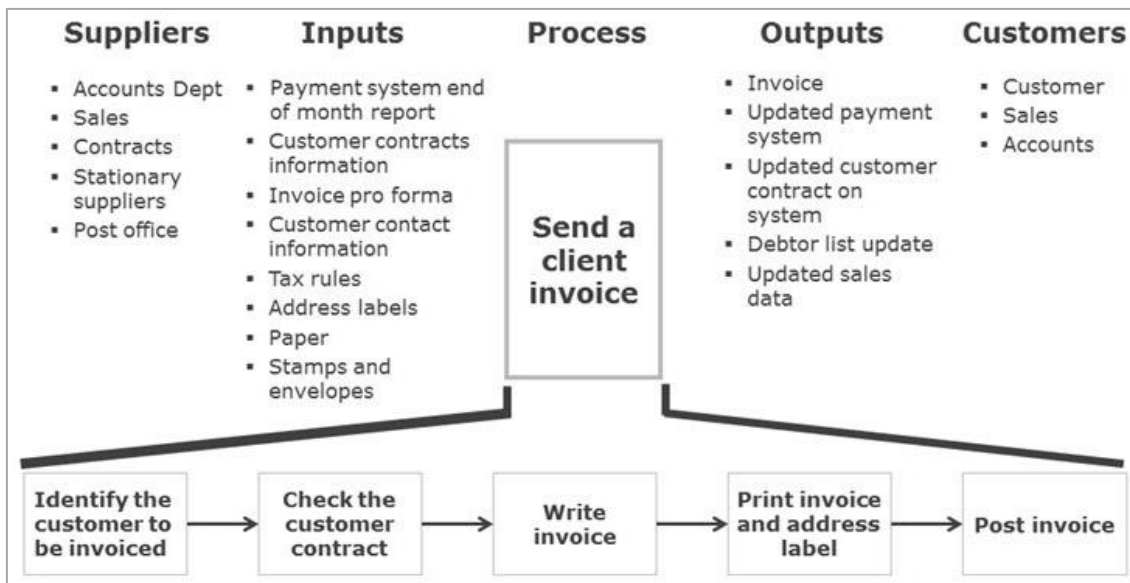 Suppliers
▪ Accounts Dept
▪ Sales
▪ Contracts
▪ Stationary
suppliers
▪ Post office
Inputs
▪ Payment system end
of month report
▪ Customer contracts
information
▪ Invoice pro forma
▪ Customer contact
information
▪ Tax rules
▪ Address labels
▪ Paper
▪ Stamps and
envelopes
Process
Send a
client
invoice
Outputs
▪ Invoice
▪ Updated payment
system
▪ Updated customer
contract on
system
▪ Debtor list update
▪ Updated sales
data
Customers
▪ Customer
▪ Sales
▪ Accounts
Identify the
customer to
be invoiced
Check the
customer
contract
Write
invoice
Print invoice
and address
label
Post invoice